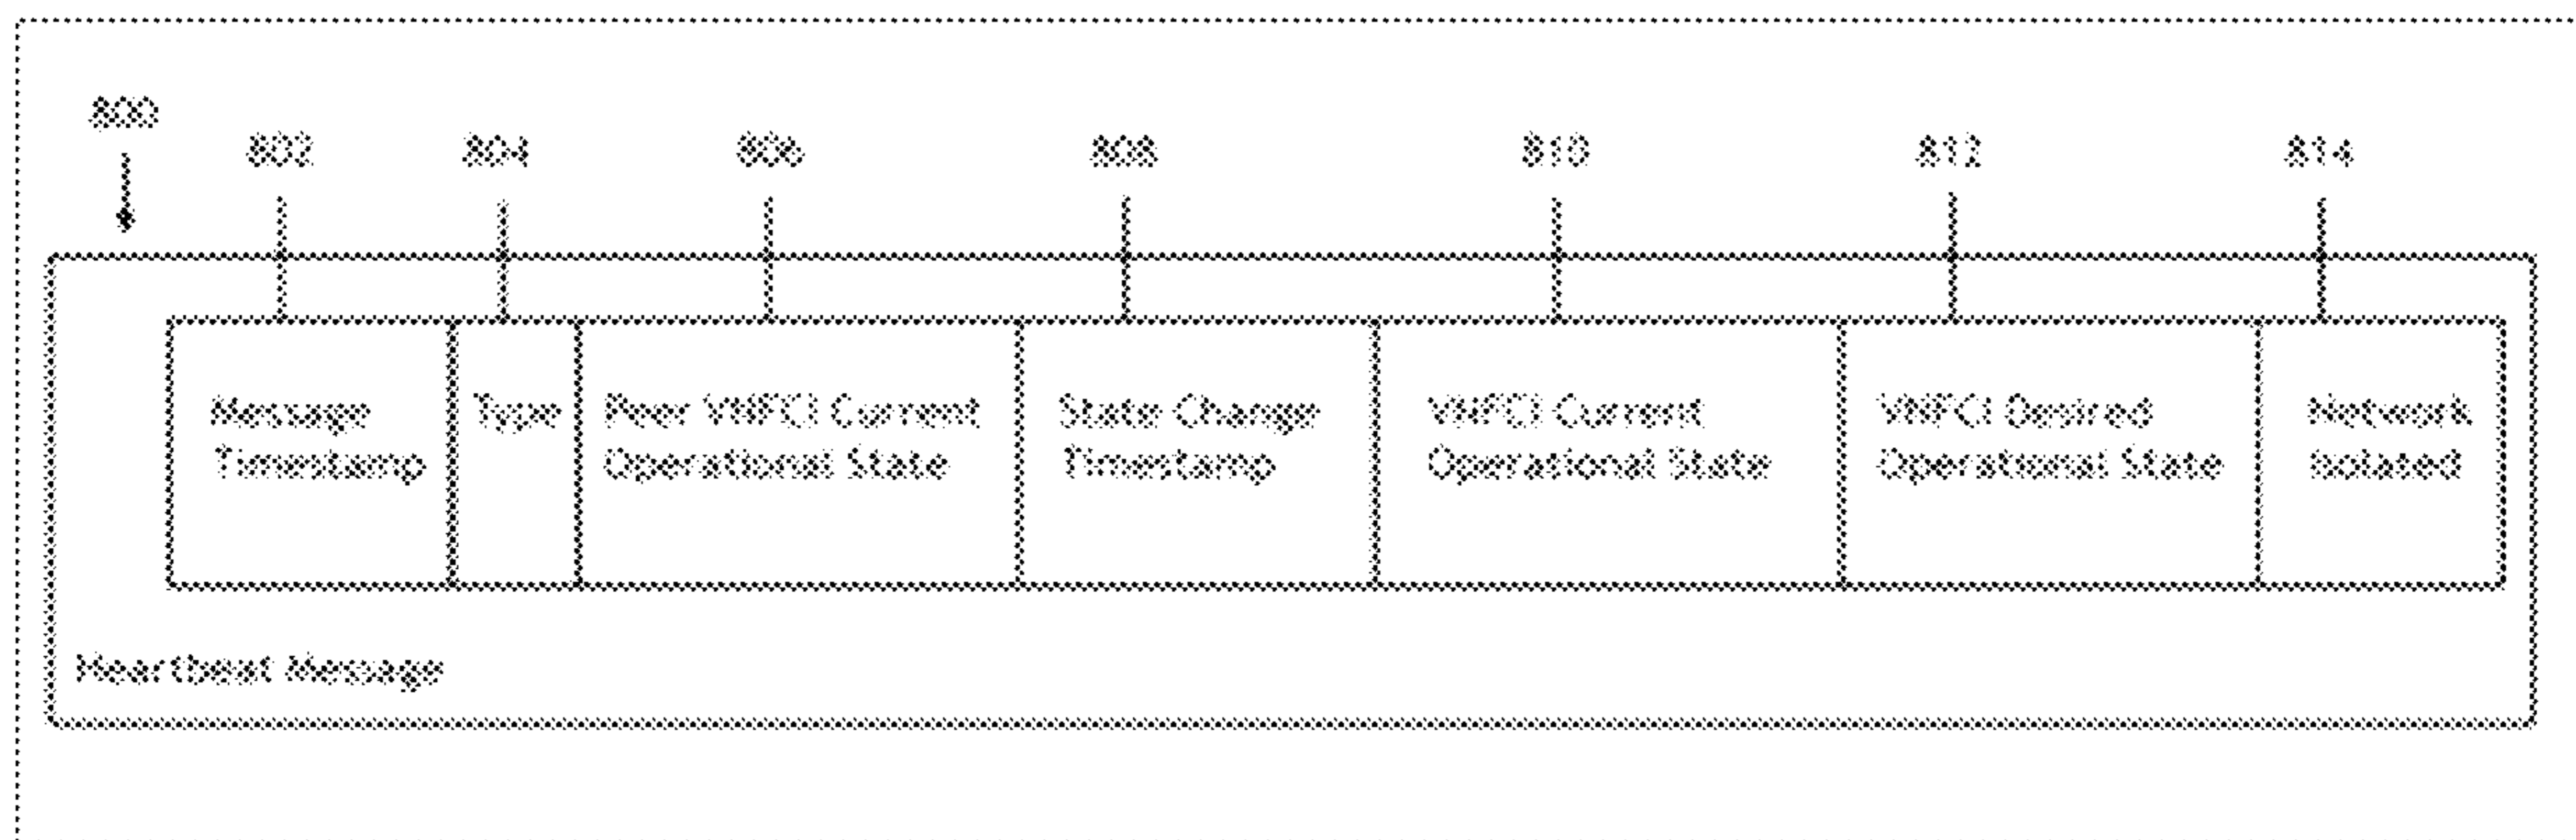 800
802 804 806 808 810 812 814
Message Type Peer VNFCI Current State Change VNFCI Current VNFCI Desired Network
Timestamp Operational State Timestamp Operational State Operational State Isolated
Heartbeat Message